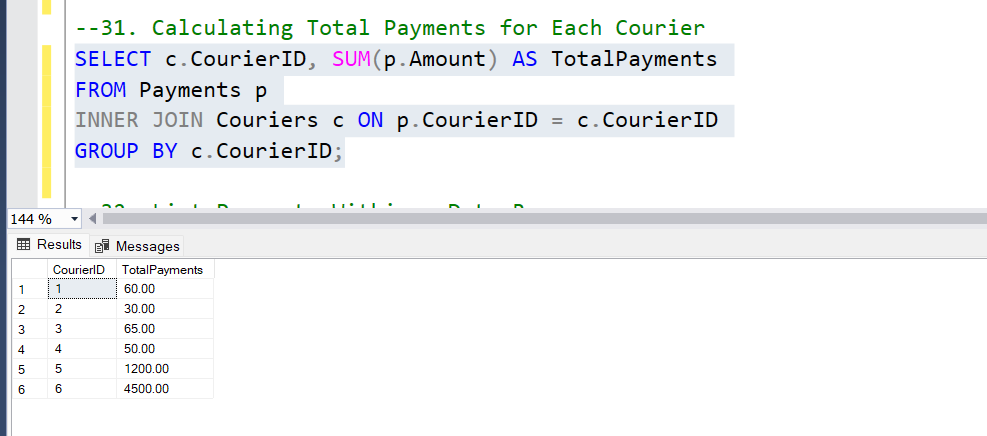 --31. Calculating Total Payments for Each Courier
SELECT c.CourierID, SUM(p.Amount) AS TotalPayments
FROM Payments p
INNER JOIN Couriers c ON p.CourierID = c.CourierID
GROUP BY c.CourierID;
144 %
Results Messages
CourierID TotalPayments
1 1 60.00
2 2 30.00
3 3 65.00
4 4 50.00
5 5 1200.00
6 6 4500.00